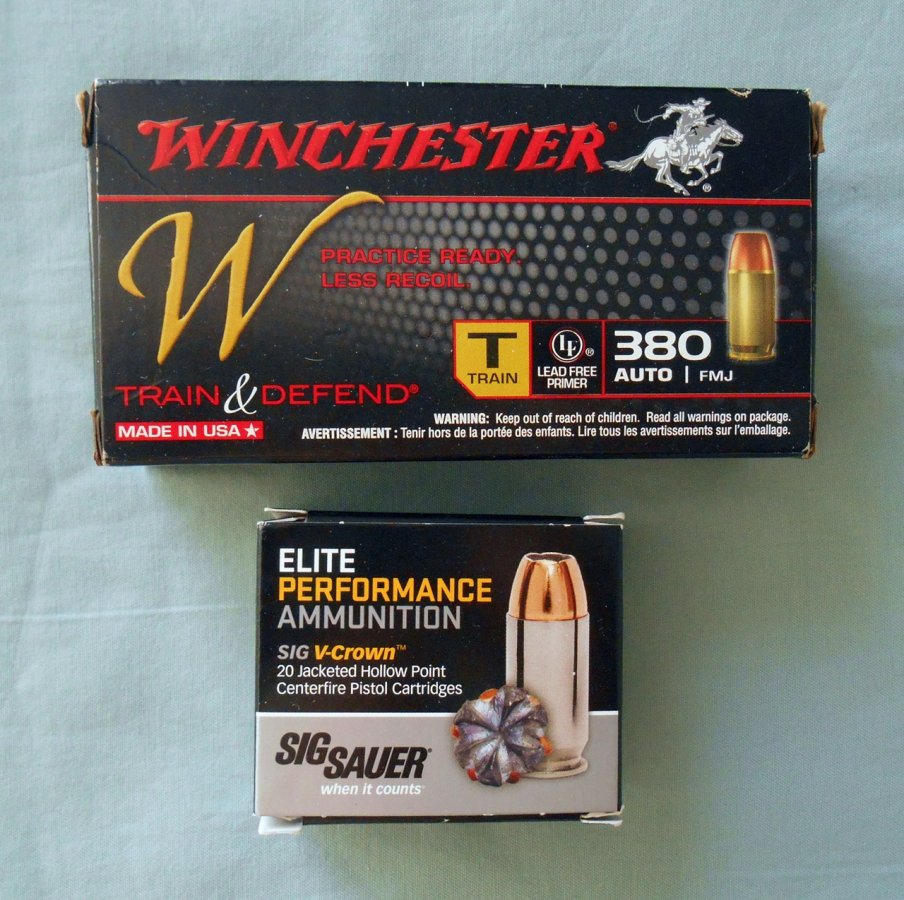 WINCHESTER®
®
W
PRACTICE READY.
LESS RECOIL.
T
TRAIN
LF®
LEAD FREE
PRIMER
380
AUTO | FMJ
TRAIN & DEFEND®
MADE IN USA
WARNING: Keep out of reach of children. Read all warnings on package.
AVERTISSEMENT : Tenir hors de la portée des enfants. Lire tous les avertissements sur l'emballage.
ELITE
PERFORMANCE
AMMUNITION
SIG V-Crown™
20 Jacketed Hollow Point
Centerfire Pistol Cartridges
SIG SAUER®
when it counts®